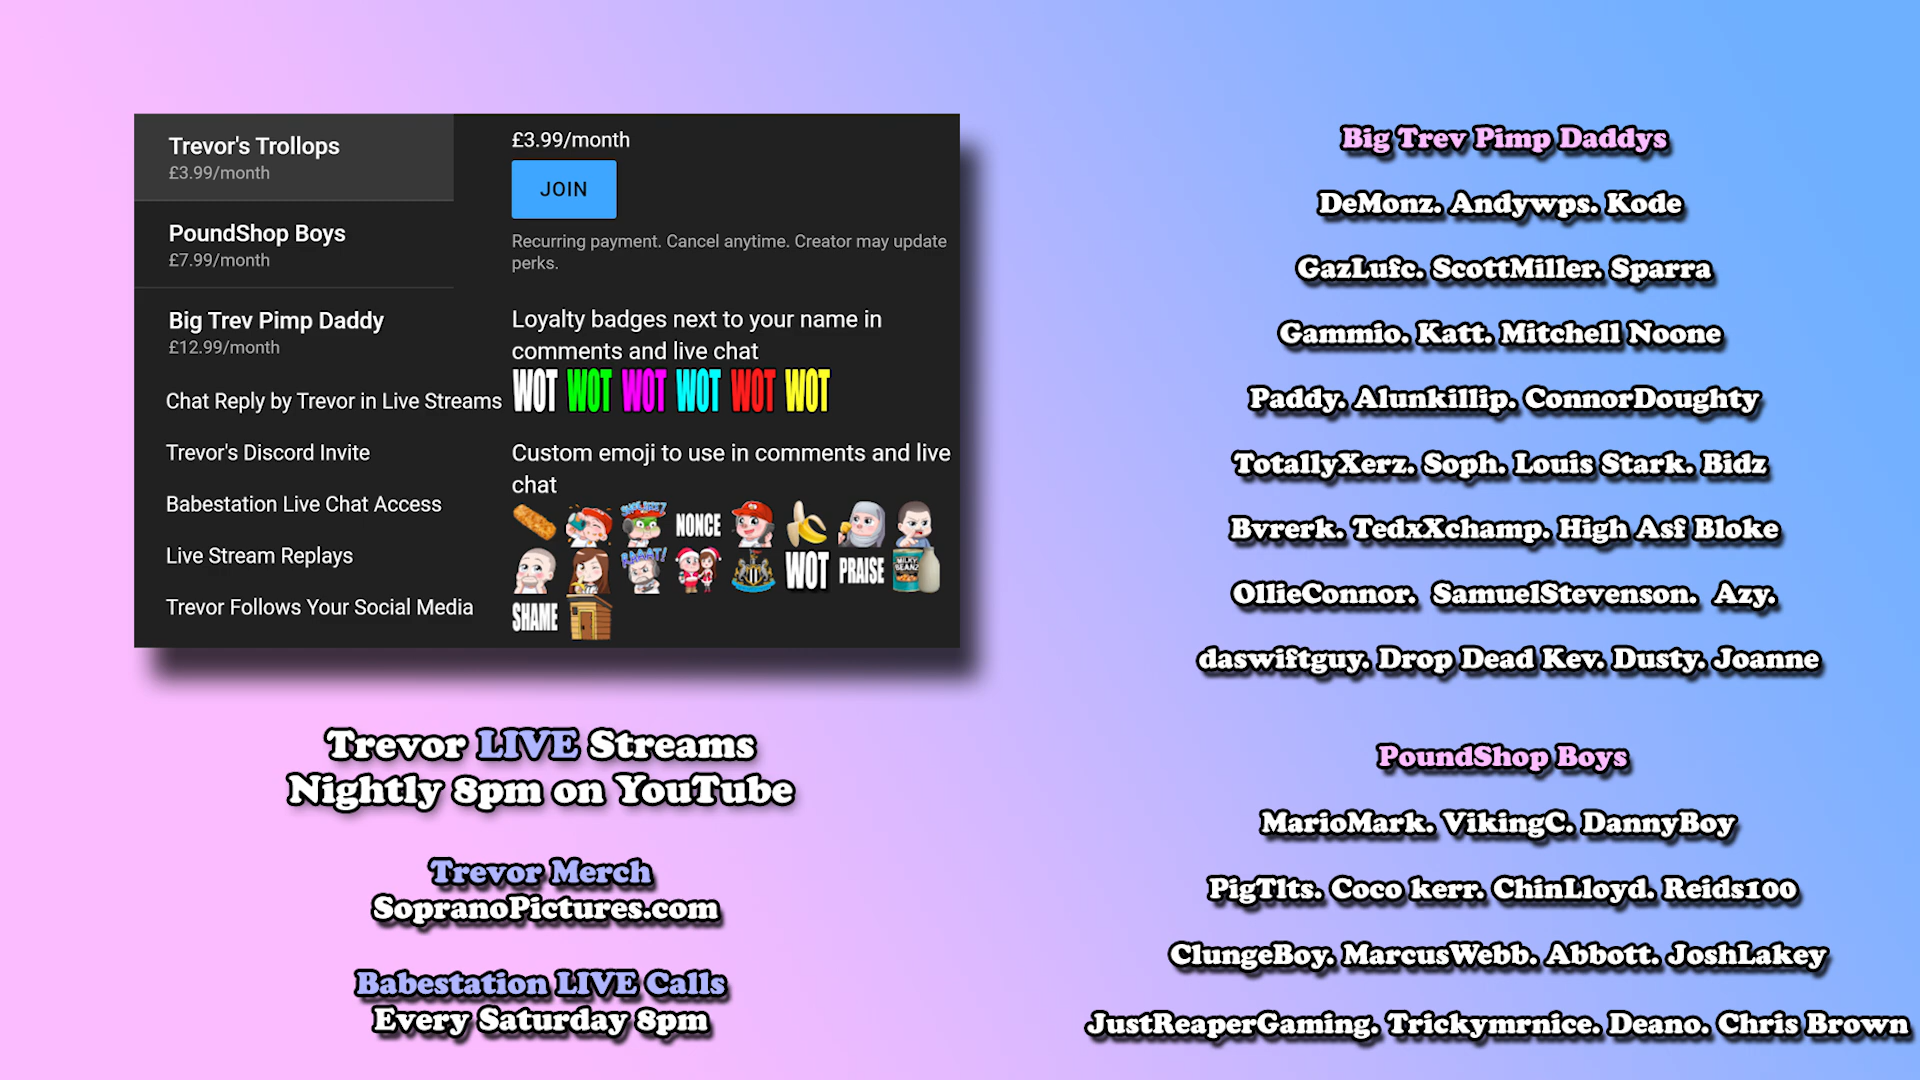 Trevor's Trollops
£3.99/month
PoundShop Boys
£7.99/month
Big Trev Pimp Daddy
£12.99/month
Chat Reply by Trevor in Live Streams
Trevor's Discord Invite
Babestation Live Chat Access
Live Stream Replays
Trevor Follows Your Social Media
£3.99/month
JOIN
Recurring payment. Cancel anytime. Creator may update
perks.
Loyalty badges next to your name in
comments and live chat
WOT WOT WOT WOT WOT WOT
Custom emoji to use in comments and live
chat
NONCE
WOT PRAISE MILKY BEANZ
SHAME
Trevor LIVE Streams
Nightly 8pm on YouTube
Trevor Merch
SopranoPictures.com
Babestation LIVE Calls
Every Saturday 8pm
Big Trev Pimp Daddys
DeMonz. Andywps. Kode
GazLufc. ScottMiller. Sparra
Gammio. Katt. Mitchell Noone
Paddy. Alunkillip. ConnorDoughty
TotallyXerz. Soph. Louis Stark. Bidz
Bvrerk. TedxXchamp. High Asf Bloke
OllieConnor. SamuelStevenson. Azy.
daswiftguy. Drop Dead Kev. Dusty. Joanne
PoundShop Boys
MarioMark. VikingC. DannyBoy
PigTlts. Coco kerr. ChinLloyd. Reids100
ClungeBoy. MarcusWebb. Abbott. JoshLakey
JustReaperGaming. Trickymrnice. Deano. Chris Brown